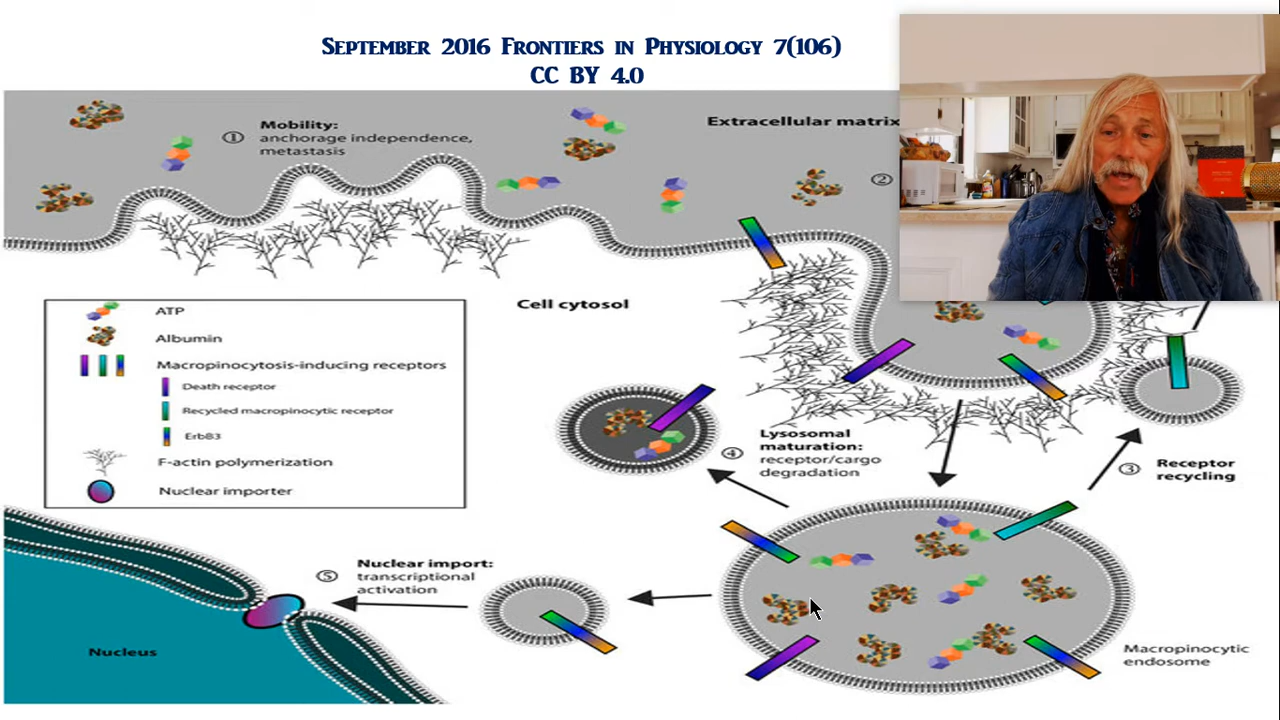 September 2016 Frontiers in Physiology 7(106)
CC BY 4.0
① Mobility:
anchorage independence,
metastasis
Extracellular matrix
②
Cell cytosol
ATP
Albumin
Macropinocytosis-inducing receptors
Death receptor
Recycled macropinocytic receptor
ErbB3
F-actin polymerization
Nuclear importer
④ Lysosomal
maturation:
receptor/cargo
degradation
③ Receptor
recycling
⑤ Nuclear import:
transcriptional
activation
Nucleus
Macropinocytic
endosome